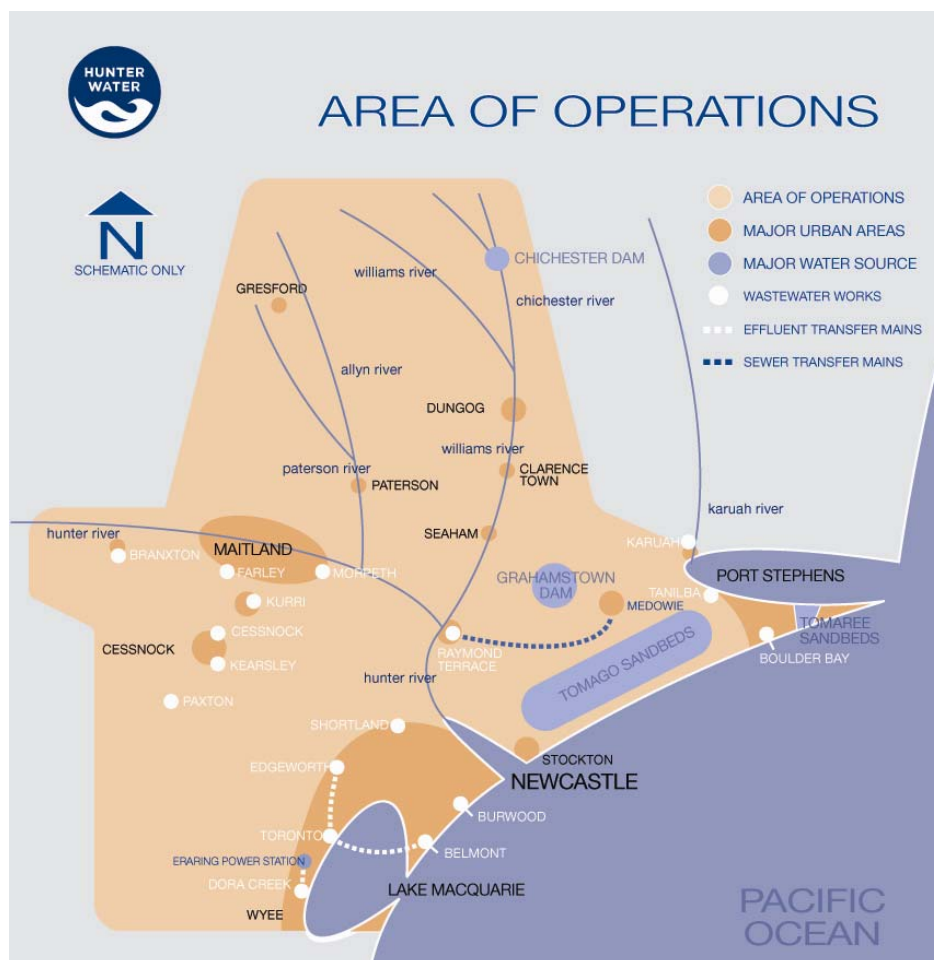 HUNTER
WATER
AREA OF OPERATIONS
N
SCHEMATIC ONLY
AREA OF OPERATIONS
MAJOR URBAN AREAS
MAJOR WATER SOURCE
WASTEWATER WORKS
EFFLUENT TRANSFER MAINS
SEWER TRANSFER MAINS
williams river
CHICHESTER DAM
chichester river
GRESFORD
allyn river
DUNGOG
williams river
paterson river
PATERSON
CLARENCE
TOWN
karuah river
hunter river
SEAHAM
BRANXTON
MAITLAND
KARUAH
FARLEY
MORPETH
GRAHAMSTOWN
DAM
PORT STEPHENS
TANILBA
KURRI
MEDOWIE
TOMAREE
SANDBEDS
CESSNOCK
CESSNOCK
KEARSLEY
RAYMOND
TERRACE
BOULDER BAY
hunter river
TOMAGO SANDBEDS
PAXTON
SHORTLAND
STOCKTON
EDGEWORTH
NEWCASTLE
BURWOOD
TORONTO
BELMONT
ERARING POWER STATION
DORA CREEK
LAKE MACQUARIE
WYEE
PACIFIC
OCEAN